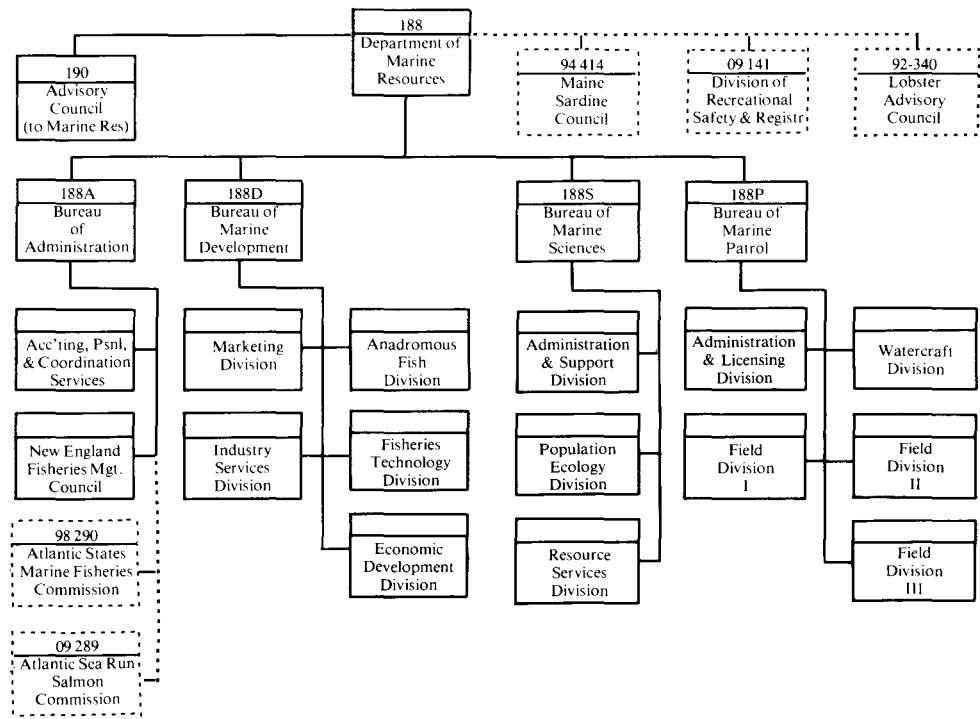 188
Department of
Marine
Resources
190
Advisory
Council
(to Marine Res)
94 414
Maine
Sardine
Council
09 141
Division of
Recreational
Safety & Registr
92-340
Lobster
Advisory
Council
188A
Bureau
of
Administration
188D
Bureau of
Marine
Development
188S
Bureau of
Marine
Sciences
188P
Bureau of
Marine
Patrol
Acc'ting, Psnl,
& Coordination
Services
Marketing
Division
Anadromous
Fish
Division
Administration
& Support
Division
Administration
& Licensing
Division
Watercraft
Division
New England
Fisheries Mgt.
Council
Industry
Services
Division
Fisheries
Technology
Division
Population
Ecology
Division
Field
Division
I
Field
Division
II
98 290
Atlantic States
Marine Fisheries
Commission
Economic
Development
Division
Resource
Services
Division
Field
Division
III
09 289
Atlantic Sea Run
Salmon
Commission